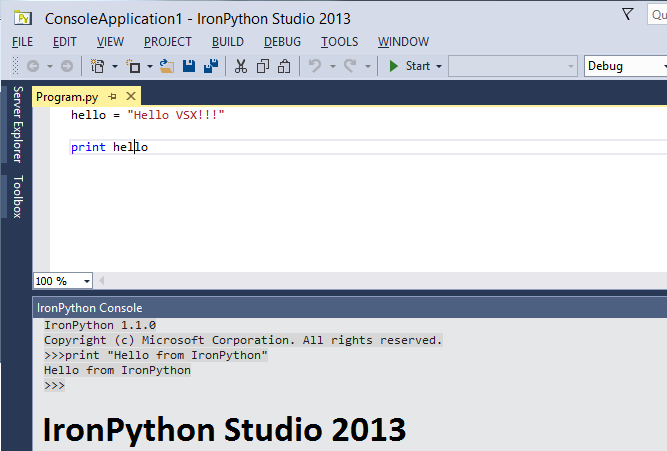 ConsoleApplication1 - IronPython Studio 2013
Qu
FILE EDIT VIEW PROJECT BUILD DEBUG TOOLS WINDOW
Start Debug
Server Explorer
Toolbox
Program.py
hello = "Hello VSX!!!"
print hello
100 %
IronPython Console
IronPython 1.1.0
Copyright (c) Microsoft Corporation. All rights reserved.
>>>print "Hello from IronPython"
Hello from IronPython
>>>
IronPython Studio 2013